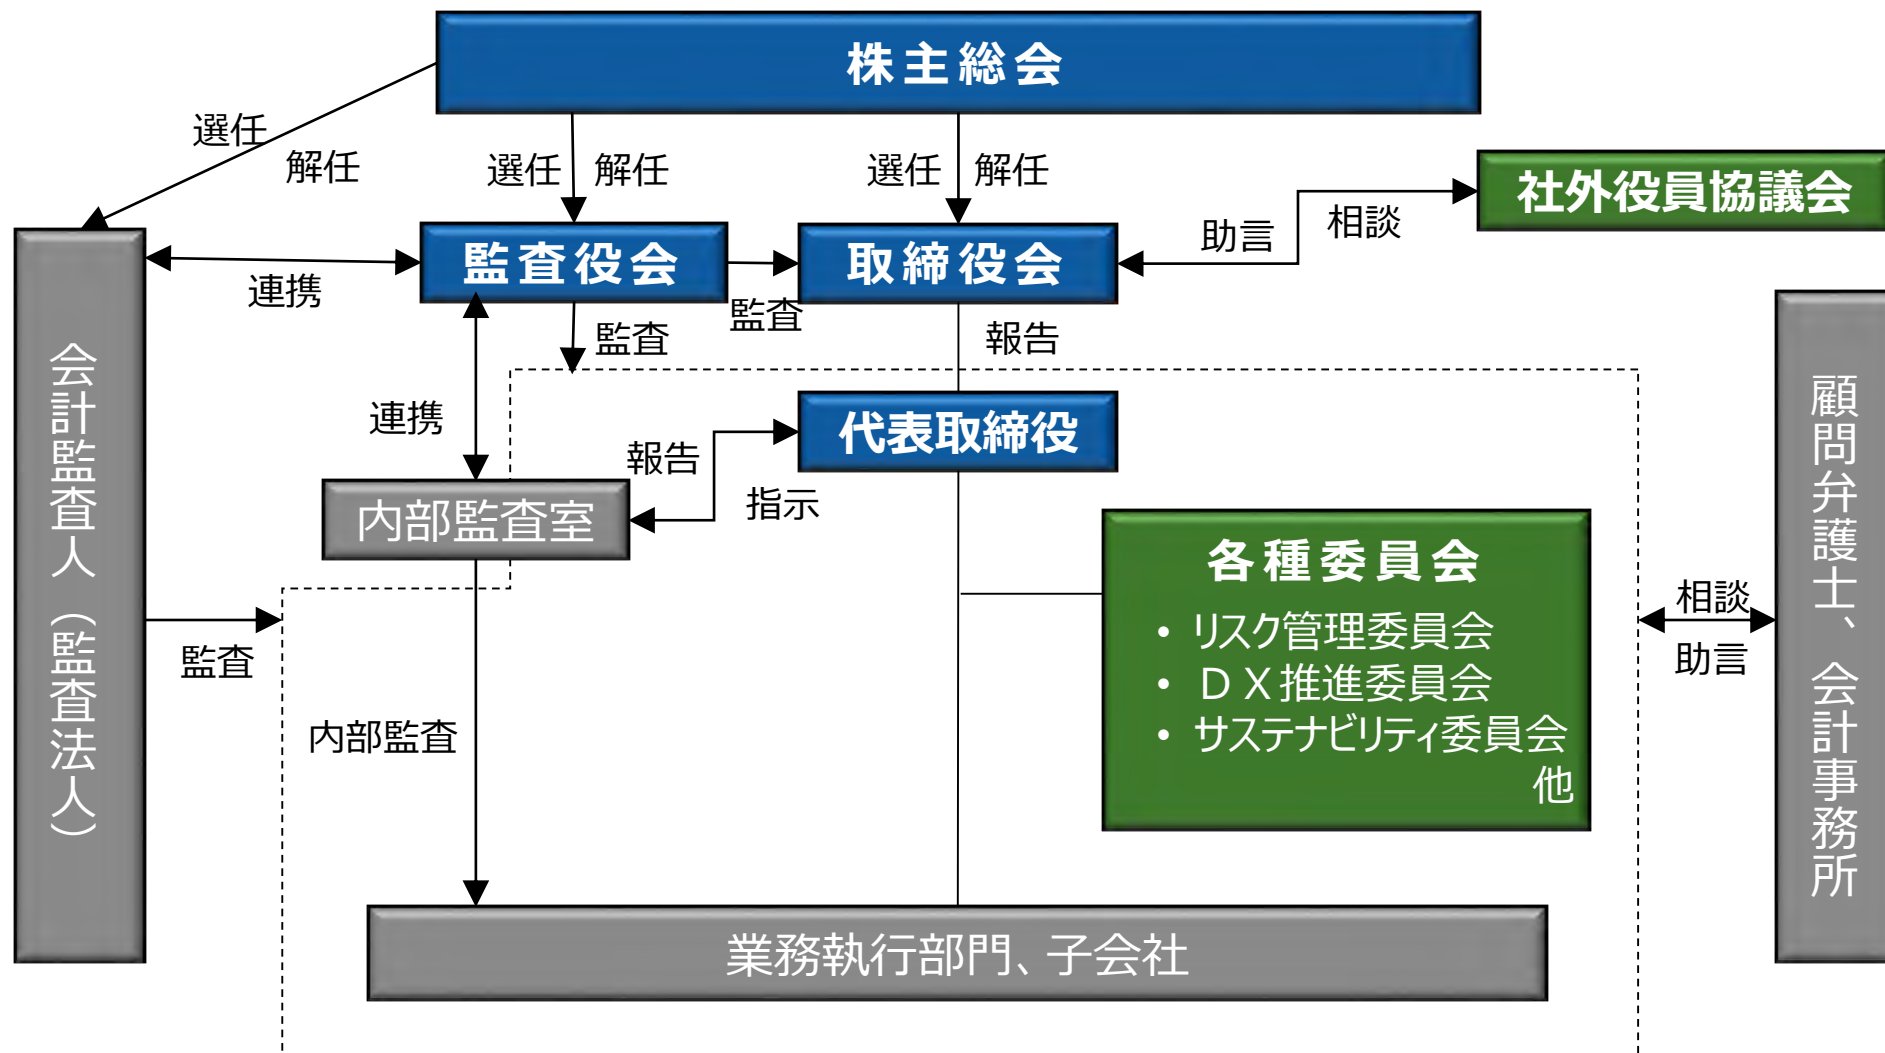 株主総会
選任
解任
選任
解任
選任
解任
社外役員協議会
監査役会
取締役会
助言
相談
連携
監査
監査
報告
会計監査人（監査法人）
顧問弁護士、会計事務所
代表取締役
連携
報告
指示
内部監査室
各種委員会
• リスク管理委員会
• ＤＸ推進委員会
• サステナビリティ委員会
他
相談
助言
監査
内部監査
業務執行部門、子会社